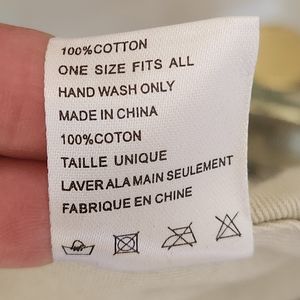 100%COTTON
ONE SIZE FITS ALL
HAND WASH ONLY
MADE IN CHINA
100%COTON
TAILLE UNIQUE
LAVER ALA MAIN SEULEMENT
FABRIQUE EN CHINE